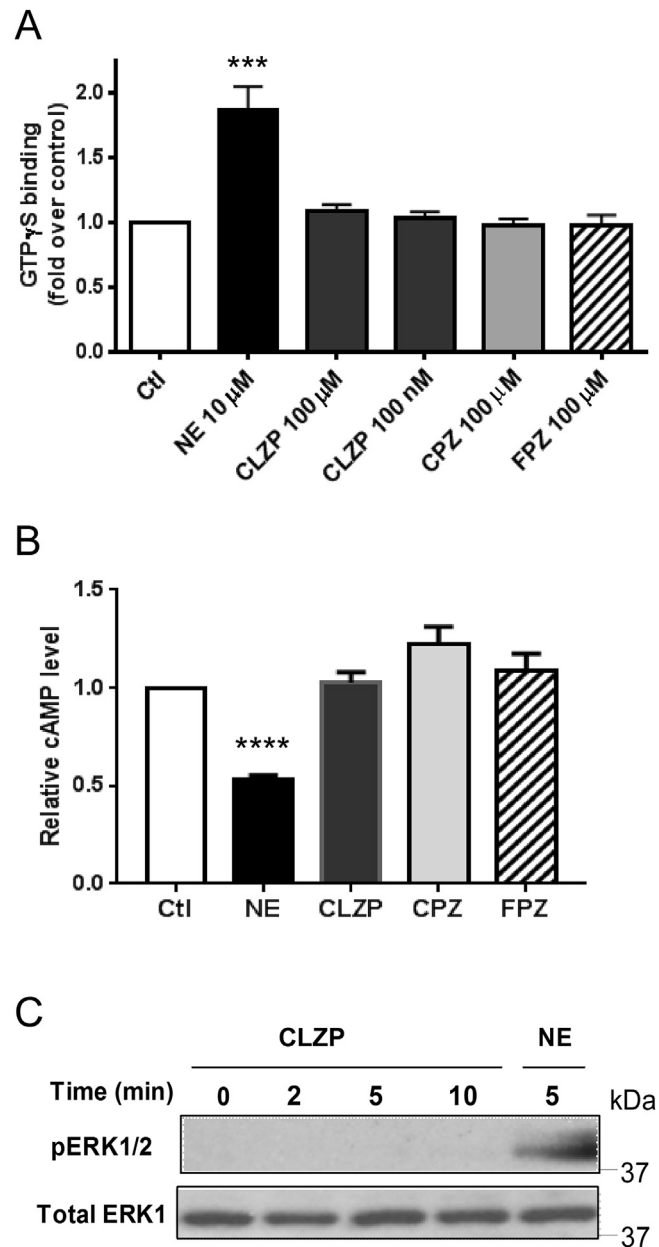 A
GTPγS binding
(fold over control)
2.0
1.5
1.0
0.5
0.0
***
Ctl
NE 10 μM
CLZP 100 μM
CLZP 100 nM
CPZ 100 μM
FPZ 100 μM
B
Relative cAMP level
1.5
1.0
0.5
0.0
****
Ctl NE CLZP CPZ FPZ
C
CLZP NE
Time (min) 0 2 5 10 5 kDa
pERK1/2
37
Total ERK1
37